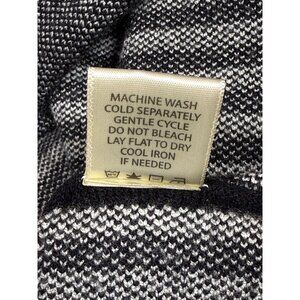 MACHINE WASH
COLD SEPARATELY
GENTLE CYCLE
DO NOT BLEACH
LAY FLAT TO DRY
COOL IRON
IF NEEDED